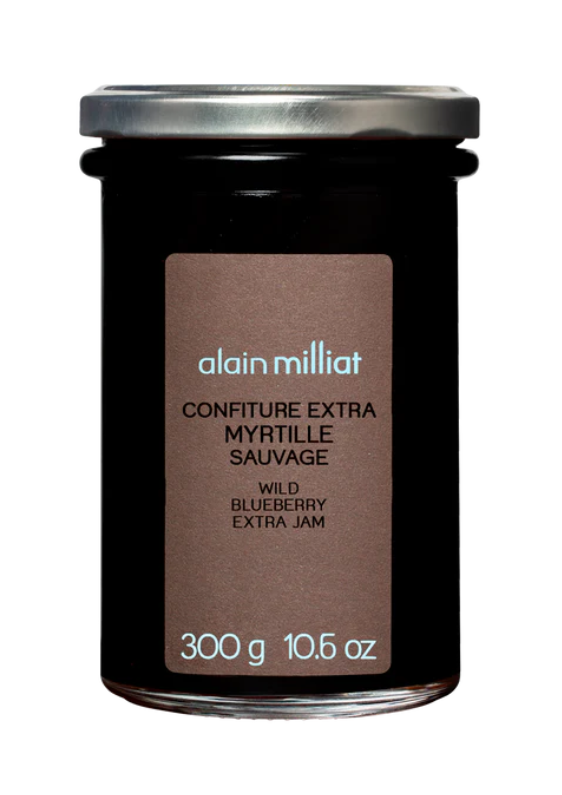 alain milliat
CONFITURE EXTRA
MYRTILLE
SAUVAGE
WILD
BLUEBERRY
EXTRA JAM
300 g 10.5 oz